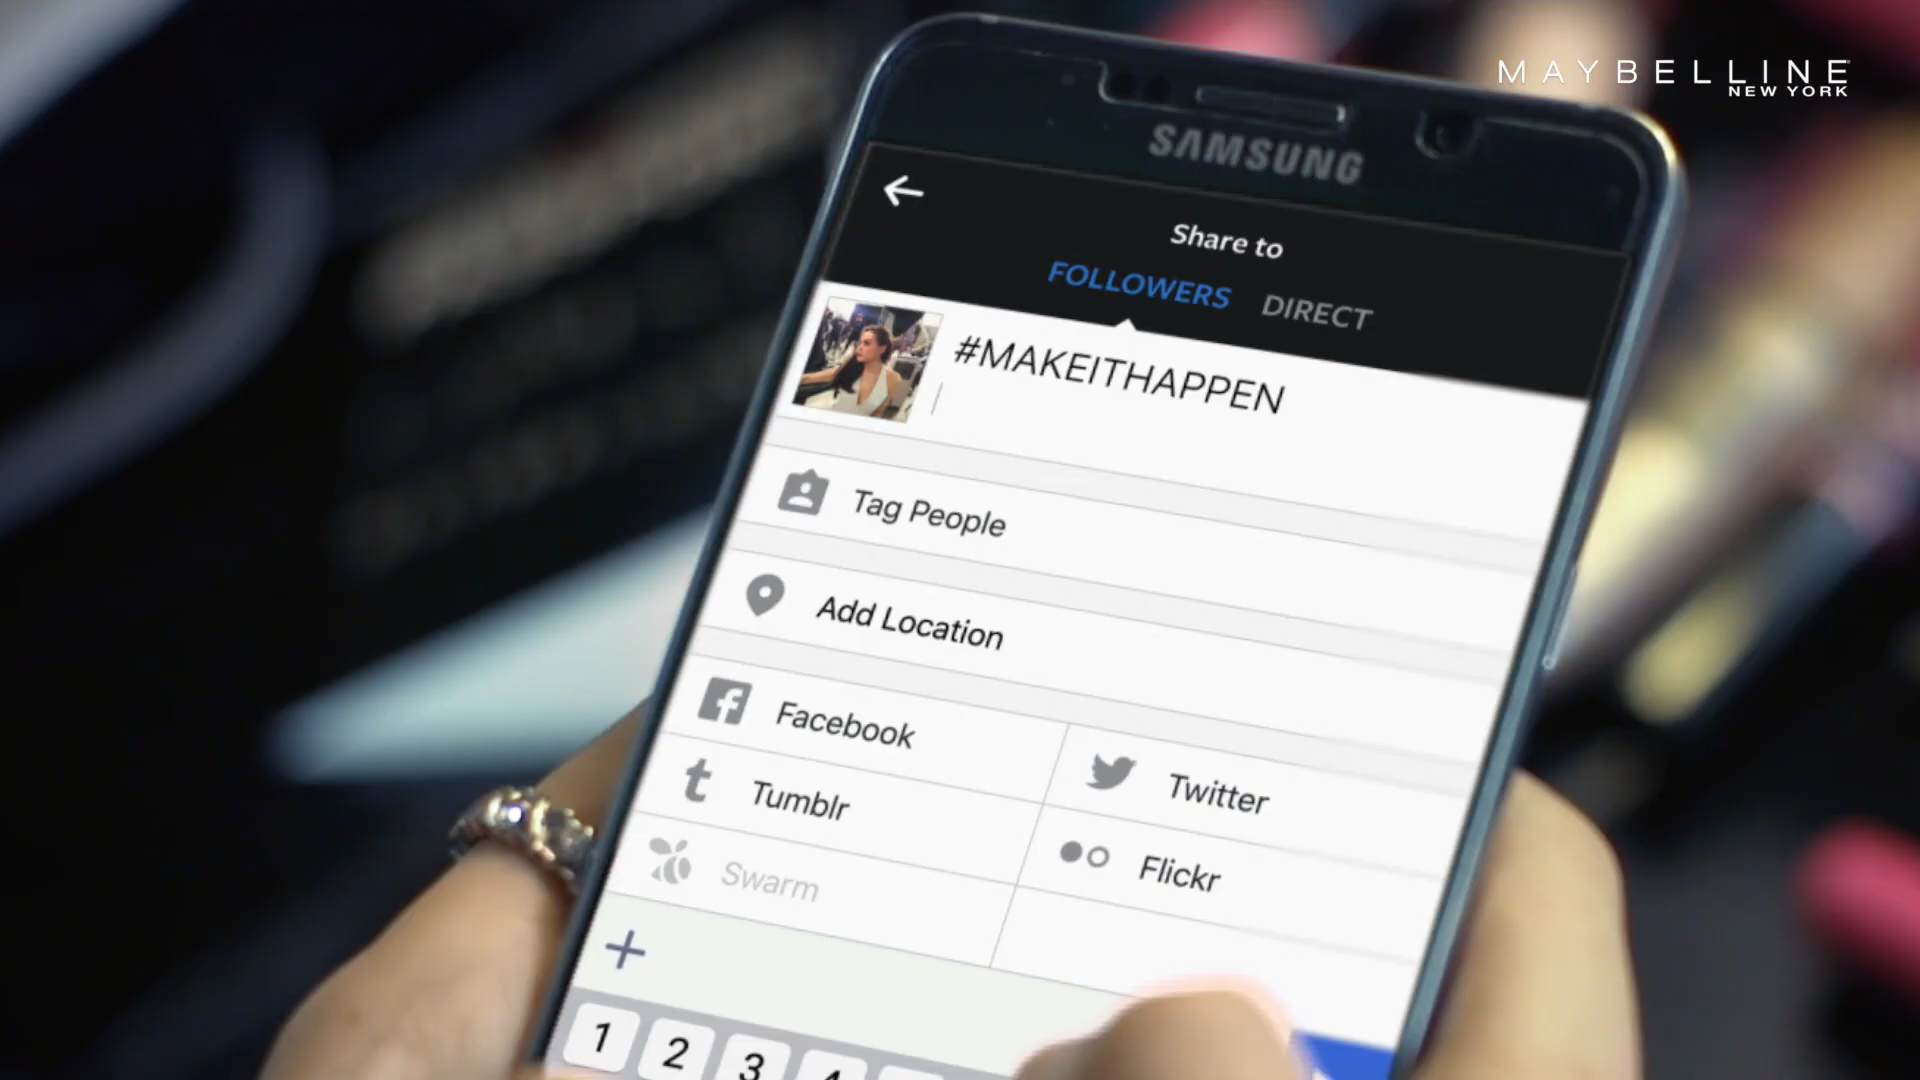 MAYBELLINE
NEW YORK
SAMSUNG
Share to
FOLLOWERS DIRECT
#MAKEITHAPPEN
Tag People
Add Location
Facebook
Twitter
Tumblr
Flickr
Swarm
1 2 3 4